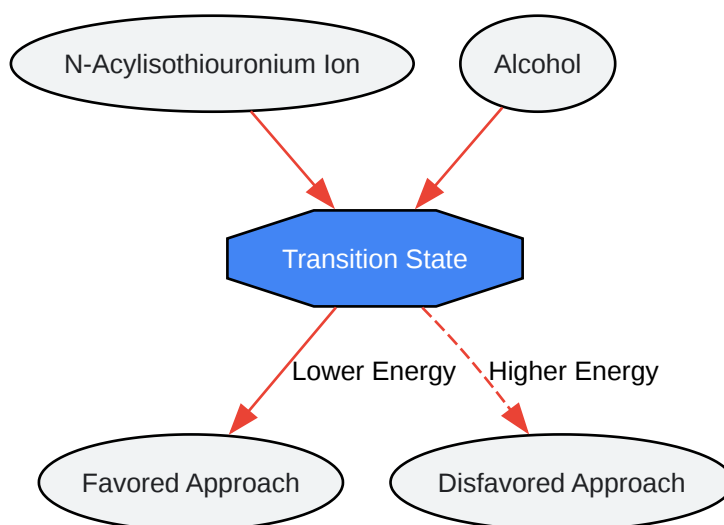 N-Acylisothiouronium Ion
Alcohol
Transition State
Lower Energy
Higher Energy
Favored Approach
Disfavored Approach